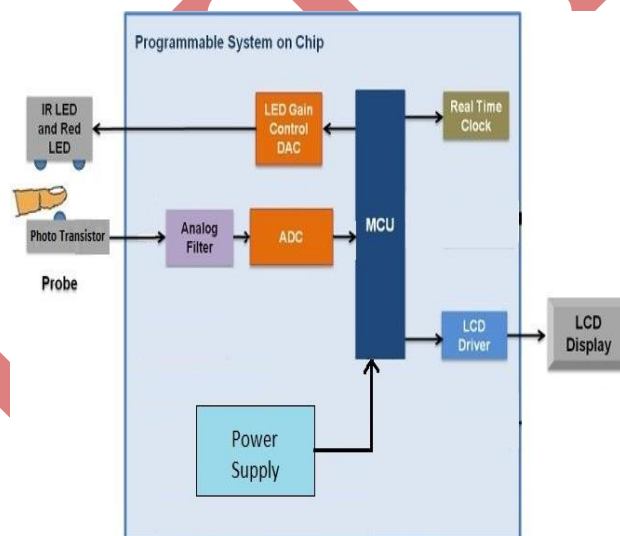 Programmable System on Chip
IR LED
and Red
LED
LED Gain
Control
DAC
Real Time
Clock
MCU
Photo Transistor
Analog
Filter
ADC
Probe
LCD
Driver
LCD
Display
Power
Supply